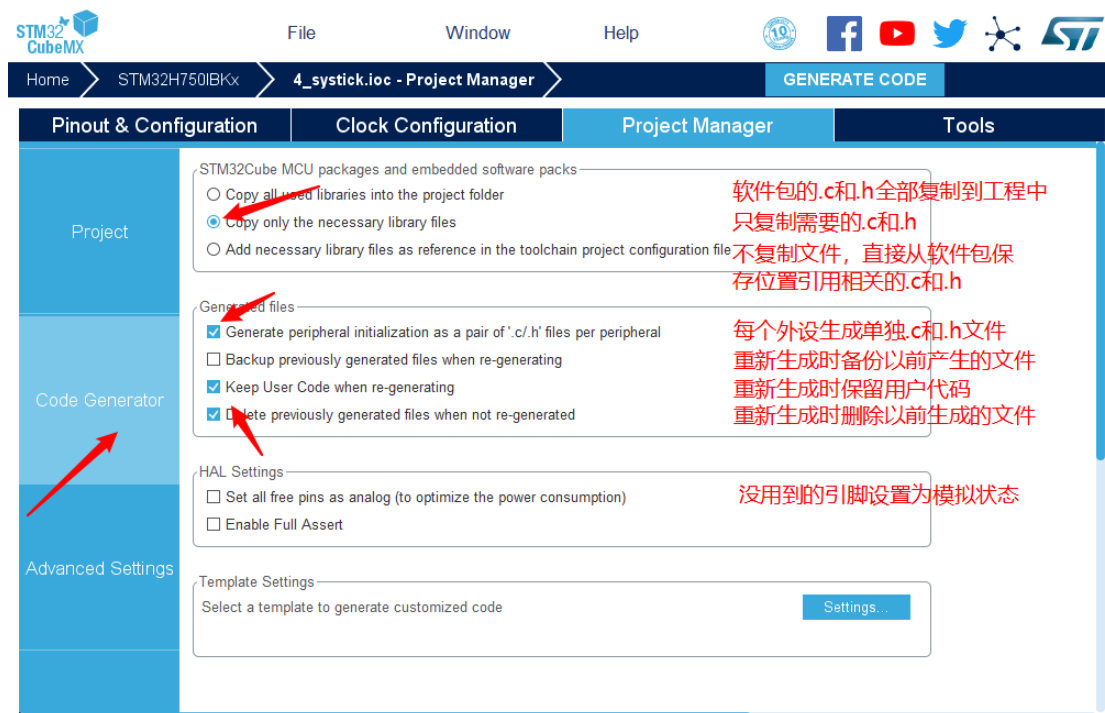 STM32
CubeMX
File
Window
Help
10
Home
STM32H750IBKx
4_systick.ioc - Project Manager
GENERATE CODE
Pinout & Configuration
Clock Configuration
Project Manager
Tools
Project
Code Generator
Advanced Settings
STM32Cube MCU packages and embedded software packs
Copy all used libraries into the project folder
软件包的.c和.h全部复制到工程中
Copy only the necessary library files
只复制需要的.c和.h
Add necessary library files as reference in the toolchain project configuration file
不复制文件，直接从软件包保
存位置引用相关的.c和.h
Generated files
Generate peripheral initialization as a pair of '.c/.h' files per peripheral
每个外设生成单独.c和.h文件
Backup previously generated files when re-generating
重新生成时备份以前产生的文件
Keep User Code when re-generating
重新生成时保留用户代码
Delete previously generated files when not re-generated
重新生成时删除以前生成的文件
HAL Settings
Set all free pins as analog (to optimize the power consumption)
没用到的引脚设置为模拟状态
Enable Full Assert
Template Settings
Select a template to generate customized code
Settings...